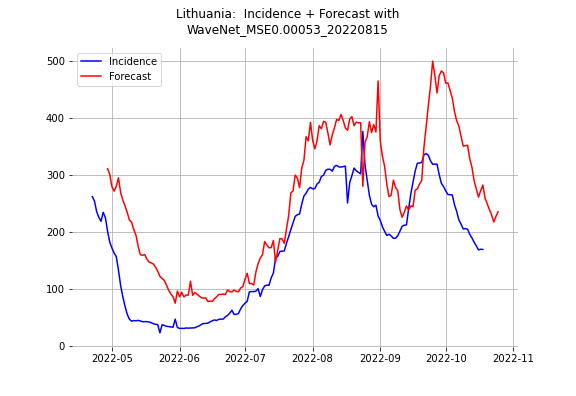 Lithuania:  Incidence + Forecast with
WaveNet_MSE0.00053_20220815
Incidence
Forecast
500
400
300
200
100
0
2022-05 2022-06 2022-07 2022-08 2022-09 2022-10 2022-11